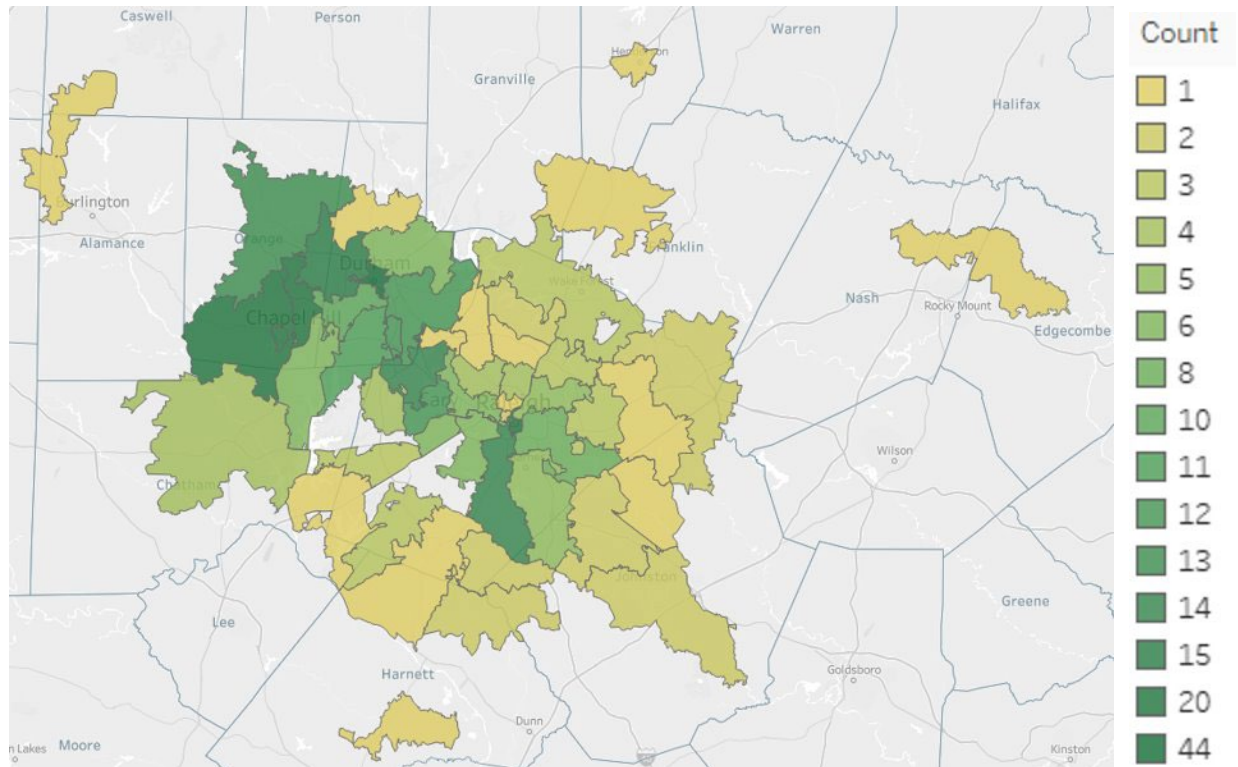 Caswell
Person
Warren
Granville
Halifax
Burlington
Alamance
Orange
Durham
Franklin
Wake Forest
Nash
Rocky Mount
Edgecombe
Chapel Hill
Cary
Raleigh
Wilson
Chatham
Johnston
Greene
Lee
Harnett
Goldsboro
Dunn
Moore
n Lakes
Kinston
Count
1
2
3
4
5
6
8
10
11
12
13
14
15
20
44